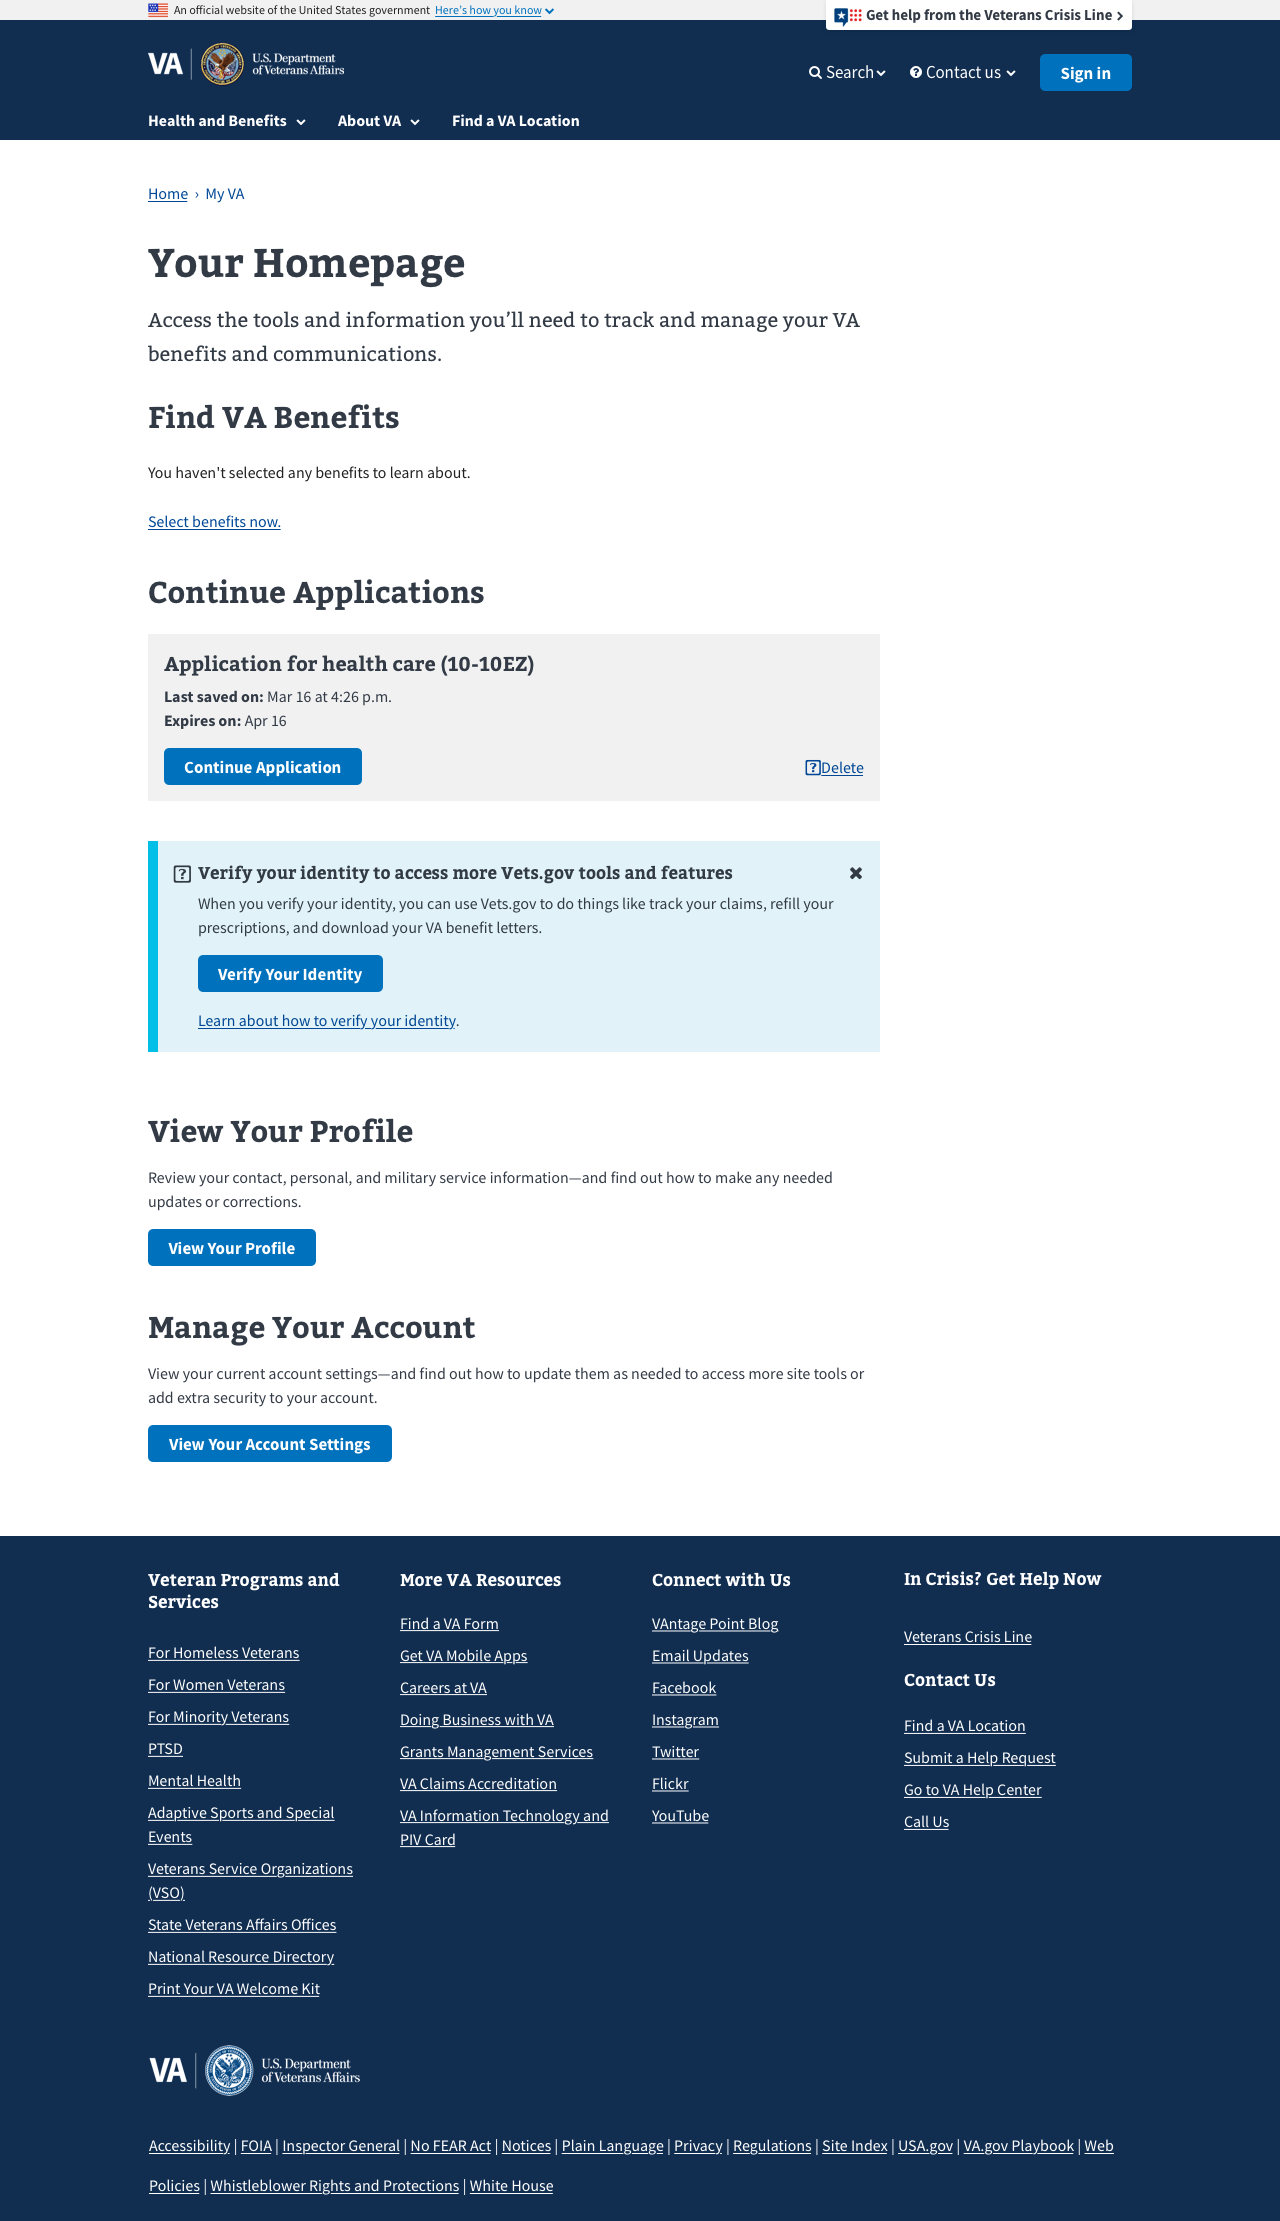 An official website of the United States government Here's how you know
Get help from the Veterans Crisis Line
VA U.S. Department
of Veterans Affairs
Search Contact us Sign in
Health and Benefits About VA Find a VA Location
Home › My VA
Your Homepage
Access the tools and information you’ll need to track and manage your VA
benefits and communications.
Find VA Benefits
You haven't selected any benefits to learn about.
Select benefits now.
Continue Applications
Application for health care (10-10EZ)
Last saved on: Mar 16 at 4:26 p.m.
Expires on: Apr 16
Continue Application
Delete
Verify your identity to access more Vets.gov tools and features
When you verify your identity, you can use Vets.gov to do things like track your claims, refill your
prescriptions, and download your VA benefit letters.
Verify Your Identity
Learn about how to verify your identity.
View Your Profile
Review your contact, personal, and military service information—and find out how to make any needed
updates or corrections.
View Your Profile
Manage Your Account
View your current account settings—and find out how to update them as needed to access more site tools or
add extra security to your account.
View Your Account Settings
Veteran Programs and
Services
For Homeless Veterans
For Women Veterans
For Minority Veterans
PTSD
Mental Health
Adaptive Sports and Special
Events
Veterans Service Organizations
(VSO)
State Veterans Affairs Offices
National Resource Directory
Print Your VA Welcome Kit
More VA Resources
Find a VA Form
Get VA Mobile Apps
Careers at VA
Doing Business with VA
Grants Management Services
VA Claims Accreditation
VA Information Technology and
PIV Card
Connect with Us
VAntage Point Blog
Email Updates
Facebook
Instagram
Twitter
Flickr
YouTube
In Crisis? Get Help Now
Veterans Crisis Line
Contact Us
Find a VA Location
Submit a Help Request
Go to VA Help Center
Call Us
VA U.S. Department
of Veterans Affairs
Accessibility | FOIA | Inspector General | No FEAR Act | Notices | Plain Language | Privacy | Regulations | Site Index | USA.gov | VA.gov Playbook | Web
Policies | Whistleblower Rights and Protections | White House